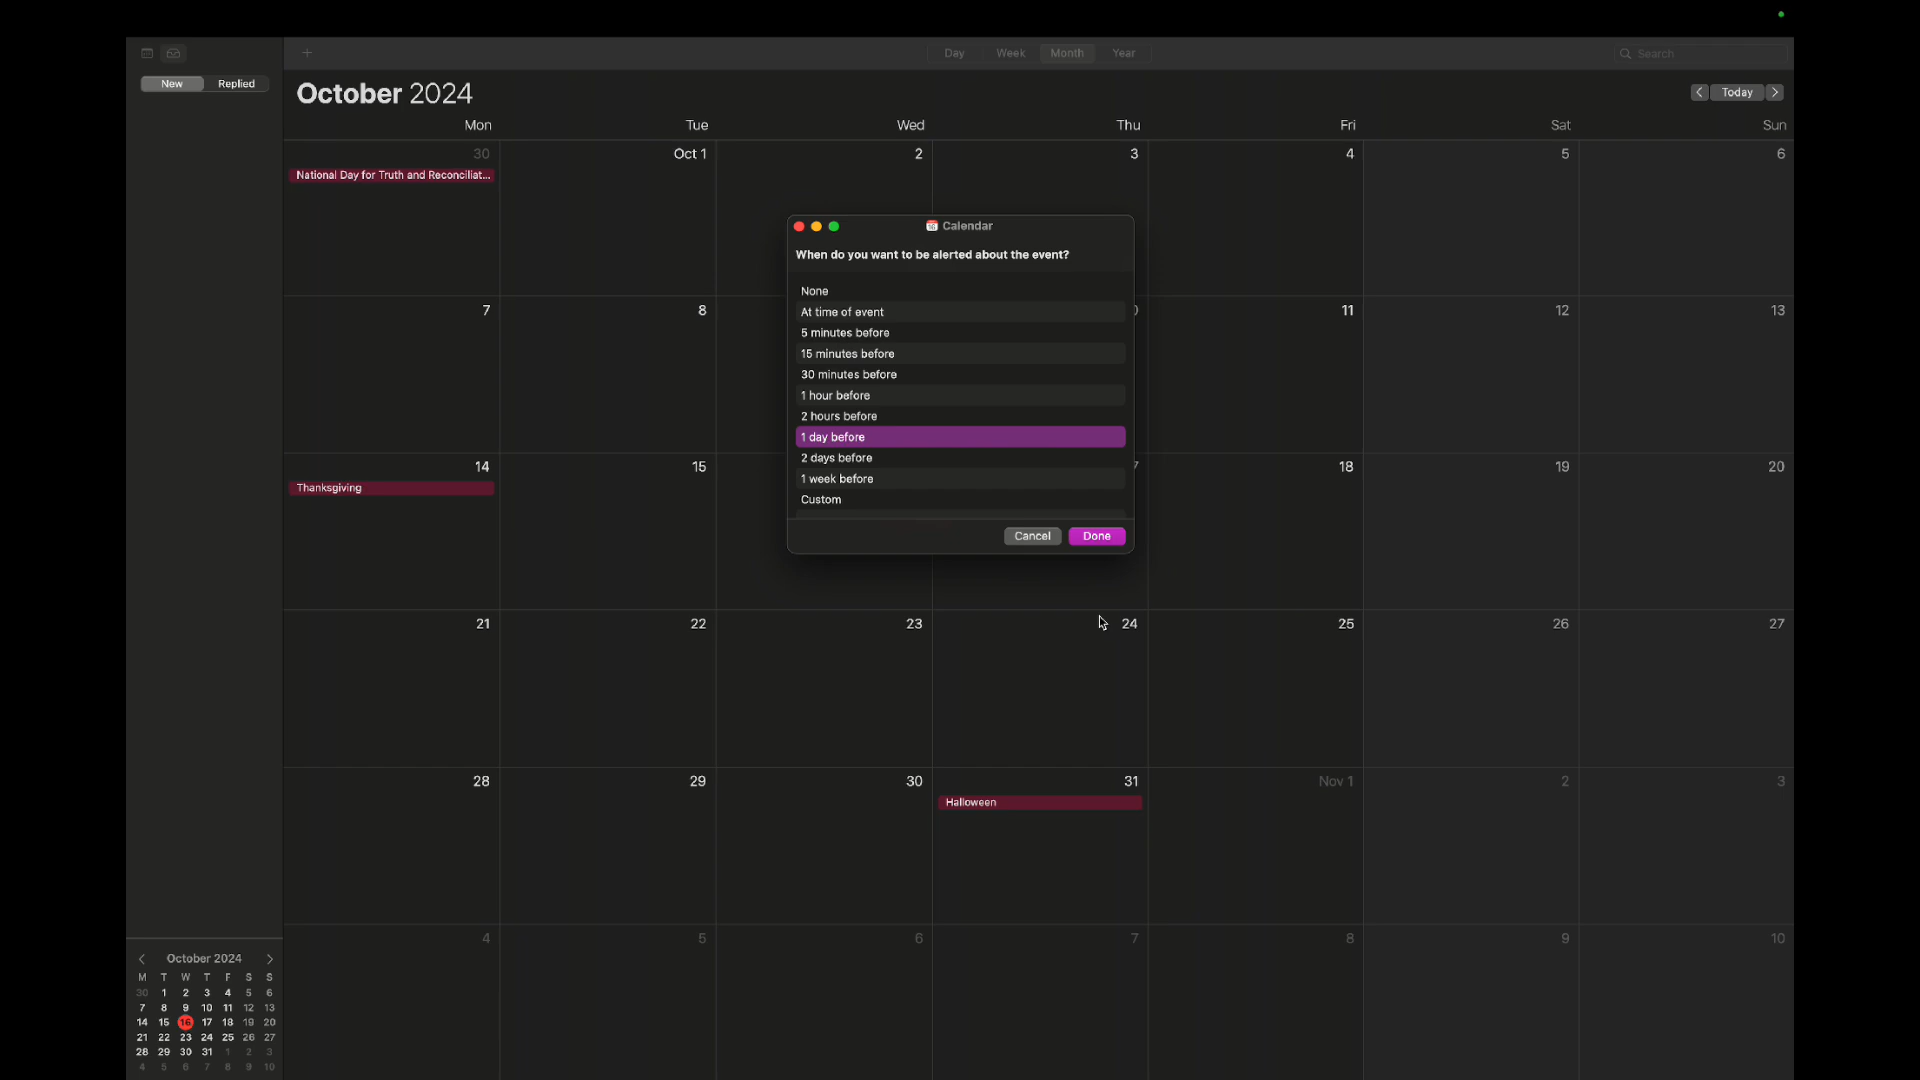 Day Week Month Year
Search
New Replied
October 2024
Today
Mon Tue Wed Thu Fri Sat Sun
30 Oct 1 2 3 4 5 6
National Day for Truth and Reconciliat...
Calendar
When do you want to be alerted about the event?
None
At time of event
5 minutes before
15 minutes before
30 minutes before
1 hour before
2 hours before
1 day before
2 days before
1 week before
Custom
Cancel Done
7 8 11 12 13
14 15 18 19 20
Thanksgiving
21 22 23 24 25 26 27
28 29 30 31 Nov 1 2 3
Halloween
4 5 6 7 8 9 10
October 2024
M T W T F S S
30 1 2 3 4 5 6
7 8 9 10 11 12 13
14 15 16 17 18 19 20
21 22 23 24 25 26 27
28 29 30 31 1 2 3
4 5 6 7 8 9 10